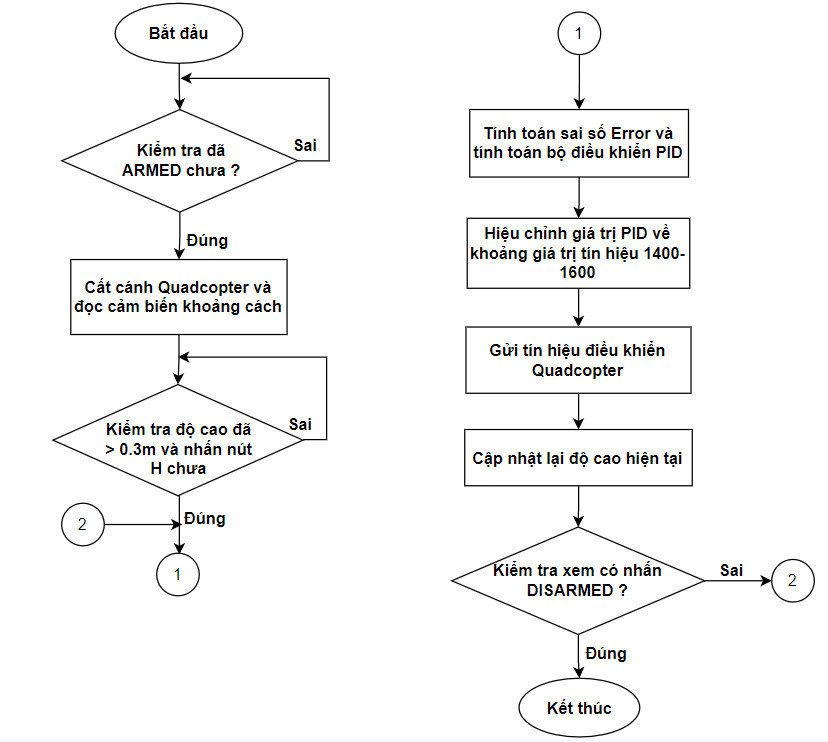 Bắt đầu
Kiểm tra đã
ARMED chưa ?
Sai
Đúng
Cất cánh Quadcopter và
đọc cảm biến khoảng cách
Kiểm tra độ cao đã
> 0.3m và nhấn nút
H chưa
Sai
Đúng
2
1
1
Tính toán sai số Error và
tính toán bộ điều khiển PID
Hiệu chỉnh giá trị PID về
khoảng giá trị tín hiệu 1400-
1600
Gửi tín hiệu điều khiển
Quadcopter
Cập nhật lại độ cao hiện tại
Kiểm tra xem có nhấn
DISARMED ?
Sai
2
Đúng
Kết thúc